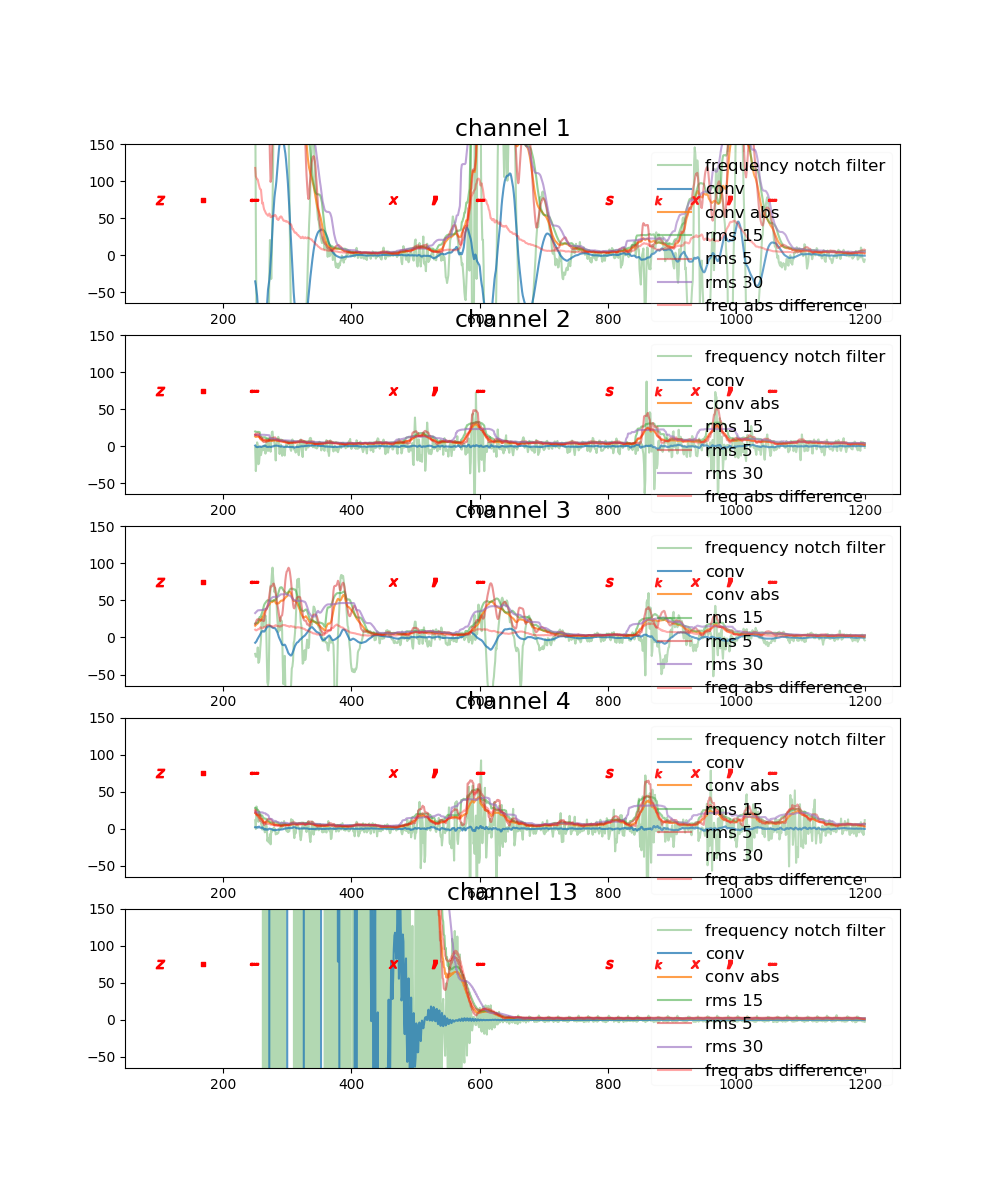 channel 1
150
100
50
0
−50
z . – x , – s k x , –
frequency notch filter
conv
conv abs
rms 15
rms 5
rms 30
freq abs difference
200 400 600 800 1000 1200
channel 2
150
100
50
0
−50
z . – x , – s k x , –
frequency notch filter
conv
conv abs
rms 15
rms 5
rms 30
freq abs difference
200 400 600 800 1000 1200
channel 3
150
100
50
0
−50
z . – x , – s k x , –
frequency notch filter
conv
conv abs
rms 15
rms 5
rms 30
freq abs difference
200 400 600 800 1000 1200
channel 4
150
100
50
0
−50
z . – x , – s k x , –
frequency notch filter
conv
conv abs
rms 15
rms 5
rms 30
freq abs difference
200 400 600 800 1000 1200
channel 13
150
100
50
0
−50
z . – x , – s k x , –
frequency notch filter
conv
conv abs
rms 15
rms 5
rms 30
freq abs difference
200 400 600 800 1000 1200